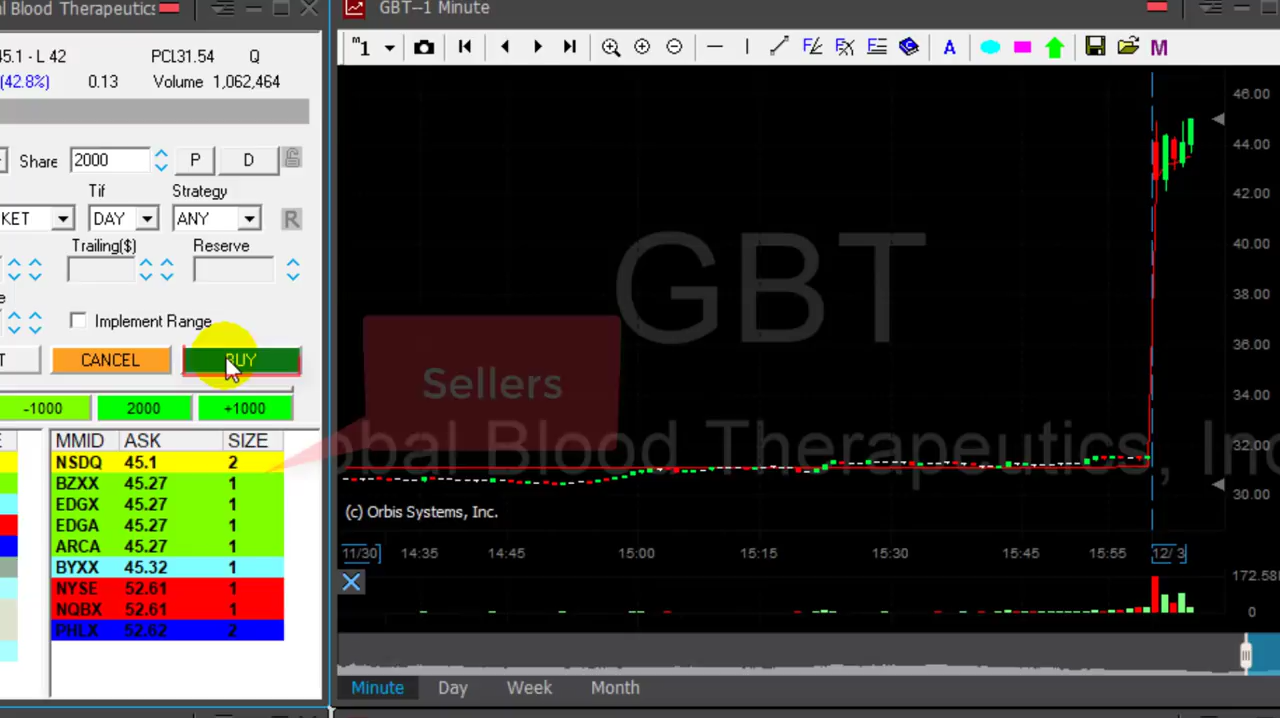 al Blood Therapeutics
GBT--1 Minute
45.1 - L 42 PCL31.54 Q
(42.8%) 0.13 Volume 1,062,464
Share 2000 P D
Tif Strategy
KET DAY ANY R
Trailing($) Reserve
Implement Range
CANCEL BUY
-1000 2000 +1000
MMID ASK SIZE
NSDQ 45.1 2
BZXX 45.27 1
EDGX 45.27 1
EDGA 45.27 1
ARCA 45.27 1
BYXX 45.32 1
NYSE 52.61 1
NQBX 52.61 1
PHLX 52.62 2
"1 A M
GBT
Sellers
obal Blood Therapeutics, Inc
46.00
44.00
42.00
40.00
38.00
36.00
34.00
32.00
30.00
(c) Orbis Systems, Inc.
11/30 14:35 14:45 15:00 15:15 15:30 15:45 15:55 12/ 3
172.58
0
Minute Day Week Month